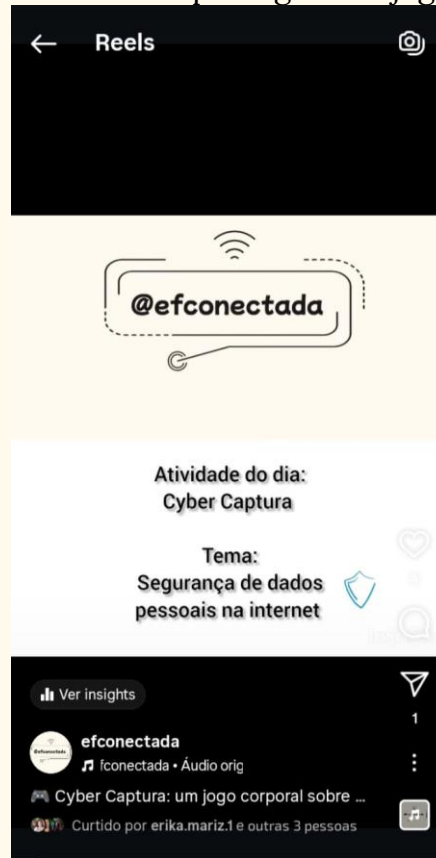 Reels
@efconectada
Atividade do dia:
Cyber Captura
Tema:
Segurança de dados
pessoais na internet
Ver insights
1
efconectada
fconectada • Áudio orig
Cyber Captura: um jogo corporal sobre ...
Curtido por erika.mariz.1 e outras 3 pessoas